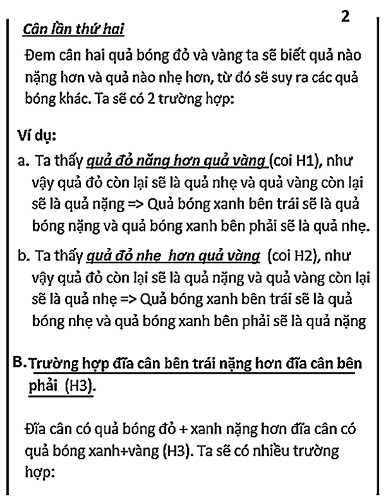 2
Cân lần thứ hai
Đem cân hai quả bóng đỏ và vàng ta sẽ biết quả nào
nặng hơn và quả nào nhẹ hơn, từ đó sẽ suy ra các quả
bóng khác. Ta sẽ có 2 trường hợp:
Ví dụ:
a. Ta thấy quả đỏ nặng hơn quả vàng (coi H1), như
vậy quả đỏ còn lại sẽ là quả nhẹ và quả vàng còn lại
sẽ là quả nặng => Quả bóng xanh bên trái sẽ là quả
bóng nặng và quả bóng xanh bên phải sẽ là quả nhẹ.
b. Ta thấy quả đỏ nhẹ hơn quả vàng (coi H2), như
vậy quả đỏ còn lại sẽ là quả nặng và quả vàng còn lại
sẽ là quả nhẹ => Quả bóng xanh bên trái sẽ là quả
bóng nhẹ và quả bóng xanh bên phải sẽ là quả nặng
B. Trường hợp đĩa cân bên trái nặng hơn đĩa cân bên
phải (H3).
Đĩa cân có quả bóng đỏ + xanh nặng hơn đĩa cân có
quả bóng xanh+vàng (H3). Ta sẽ có nhiều trường
hợp: